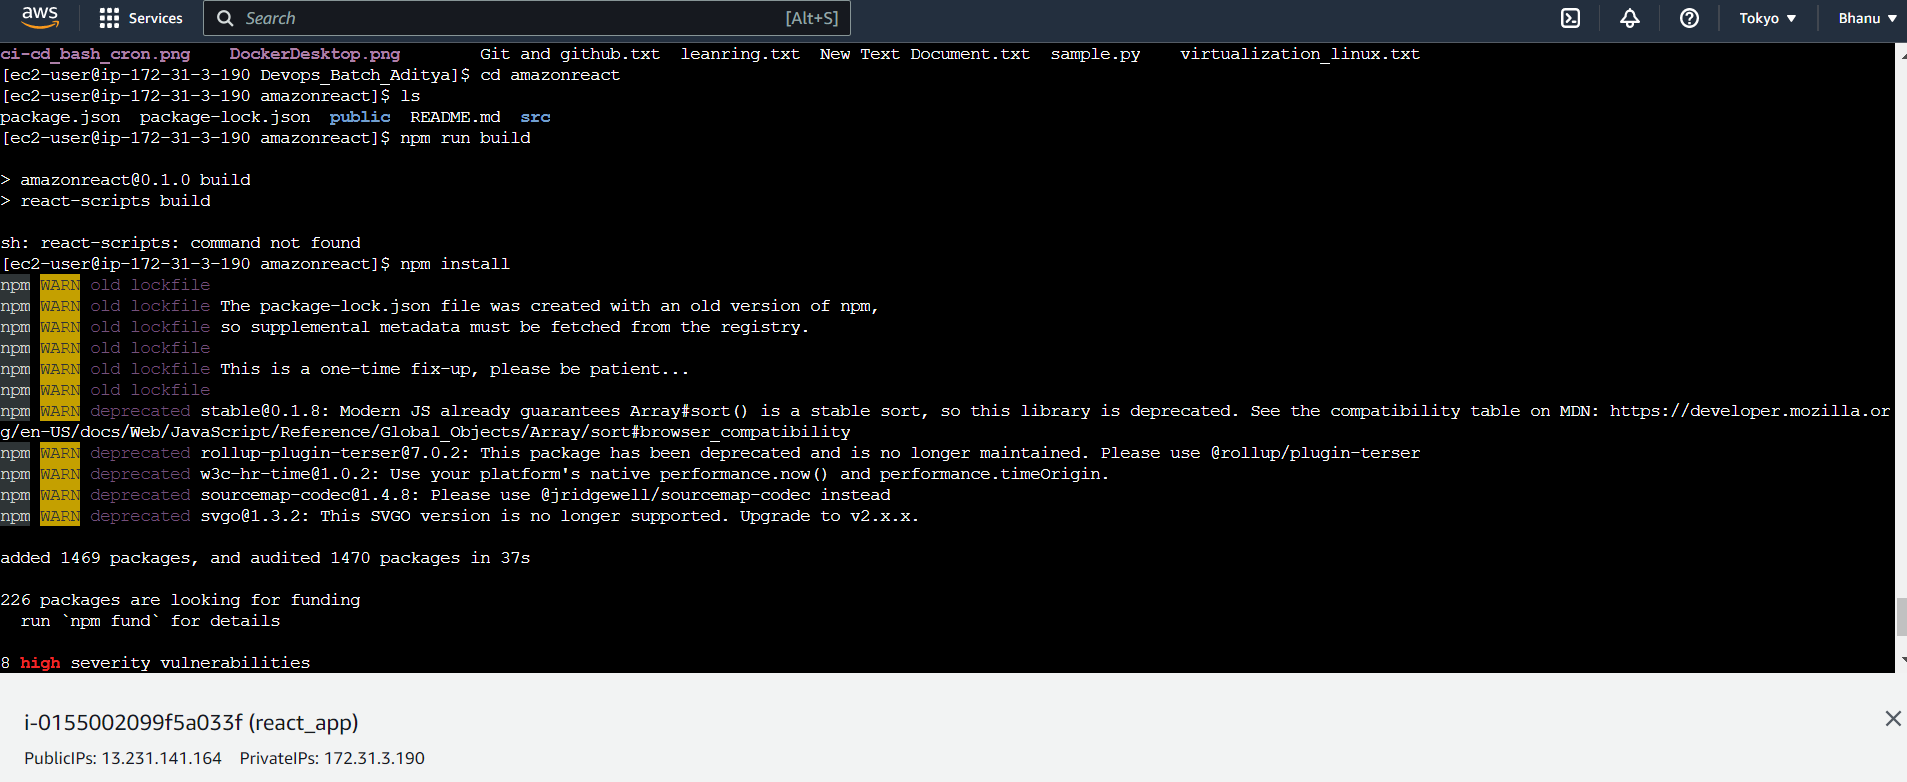 aws Services Search [Alt+S] Tokyo ▼ Bhanu ▼
ci-cd_bash_cron.png DockerDesktop.png Git and github.txt leanring.txt New Text Document.txt sample.py virtualization_linux.txt
[ec2-user@ip-172-31-3-190 Devops_Batch_Aditya]$ cd amazonreact
[ec2-user@ip-172-31-3-190 amazonreact]$ ls
package.json package-lock.json public README.md src
[ec2-user@ip-172-31-3-190 amazonreact]$ npm run build
> amazonreact@0.1.0 build
> react-scripts build
sh: react-scripts: command not found
[ec2-user@ip-172-31-3-190 amazonreact]$ npm install
npm WARN old lockfile
npm WARN old lockfile The package-lock.json file was created with an old version of npm,
npm WARN old lockfile so supplemental metadata must be fetched from the registry.
npm WARN old lockfile
npm WARN old lockfile This is a one-time fix-up, please be patient...
npm WARN old lockfile
npm WARN deprecated stable@0.1.8: Modern JS already guarantees Array#sort() is a stable sort, so this library is deprecated. See the compatibility table on MDN: https://developer.mozilla.or
g/en-US/docs/Web/JavaScript/Reference/Global_Objects/Array/sort#browser_compatibility
npm WARN deprecated rollup-plugin-terser@7.0.2: This package has been deprecated and is no longer maintained. Please use @rollup/plugin-terser
npm WARN deprecated w3c-hr-time@1.0.2: Use your platform's native performance.now() and performance.timeOrigin.
npm WARN deprecated sourcemap-codec@1.4.8: Please use @jridgewell/sourcemap-codec instead
npm WARN deprecated svgo@1.3.2: This SVGO version is no longer supported. Upgrade to v2.x.x.
added 1469 packages, and audited 1470 packages in 37s
226 packages are looking for funding
run `npm fund` for details
8 high severity vulnerabilities
i-0155002099f5a033f (react_app)
PublicIPs: 13.231.141.164 PrivateIPs: 172.31.3.190